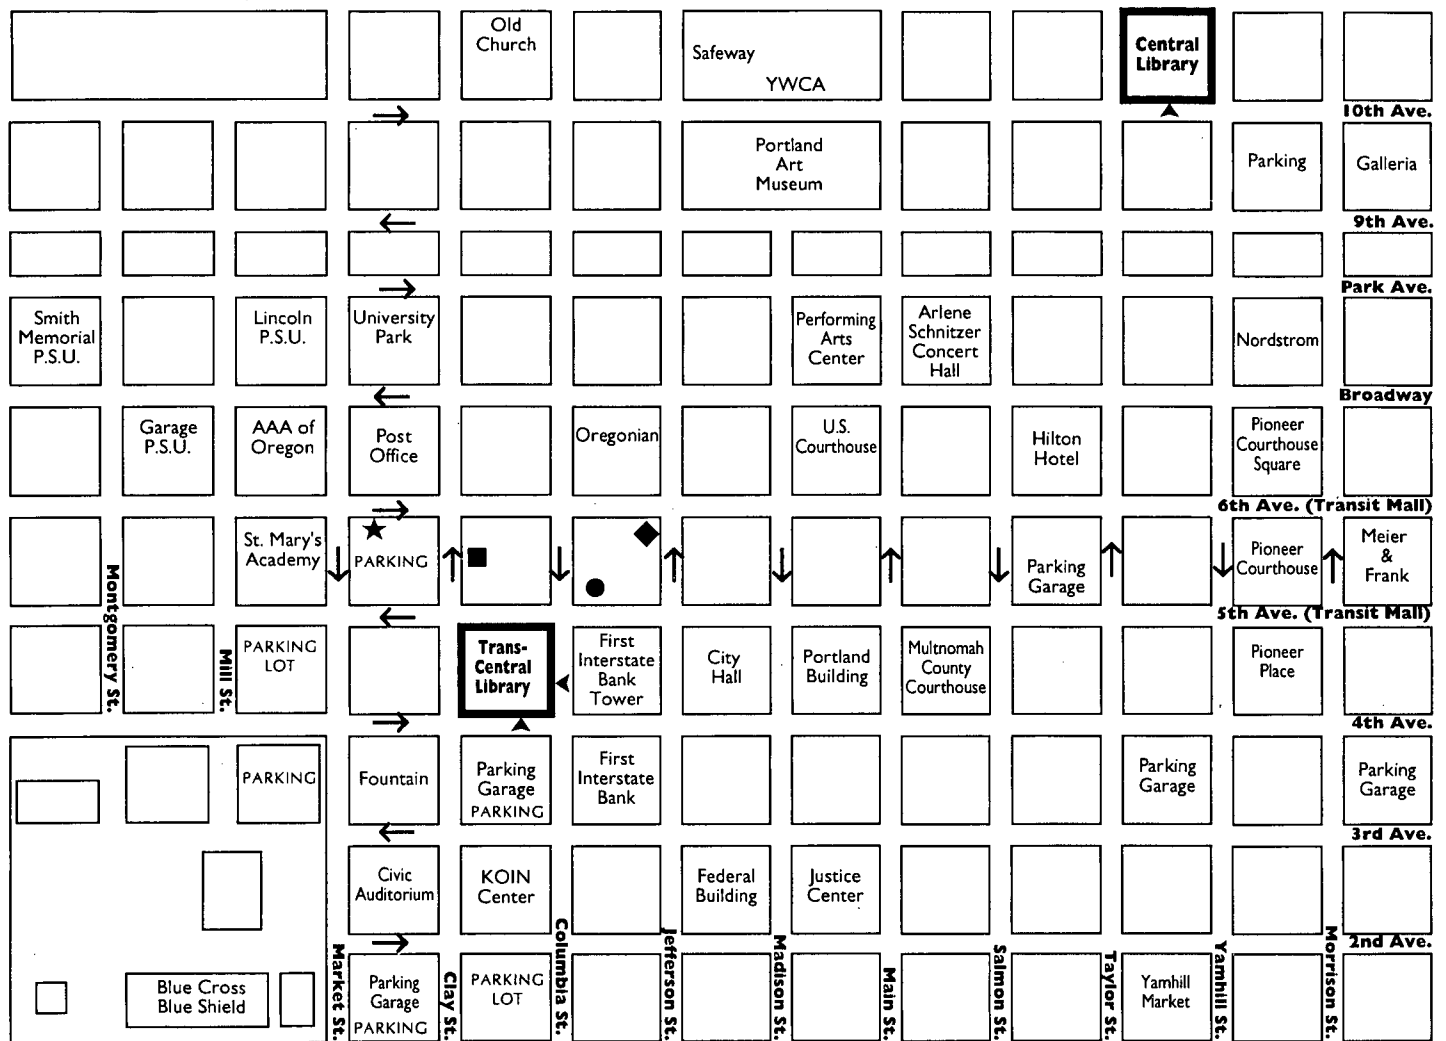 Old
Church
Safeway
YWCA
Central
Library
10th Ave.
Portland
Art
Museum
Parking
Galleria
9th Ave.
Park Ave.
Smith
Memorial
P.S.U.
Lincoln
P.S.U.
University
Park
Performing
Arts
Center
Arlene
Schnitzer
Concert
Hall
Nordstrom
Broadway
Garage
P.S.U.
AAA of
Oregon
Post
Office
Oregonian
U.S.
Courthouse
Hilton
Hotel
Pioneer
Courthouse
Square
6th Ave. (Transit Mall)
St. Mary's
Academy
PARKING
Parking
Garage
Pioneer
Courthouse
Meier
&
Frank
5th Ave. (Transit Mall)
Montgomery St.
Mill St.
PARKING
LOT
Trans-
Central
Library
First
Interstate
Bank
Tower
City
Hall
Portland
Building
Multnomah
County
Courthouse
Pioneer
Place
4th Ave.
PARKING
Fountain
Parking
Garage
PARKING
First
Interstate
Bank
Parking
Garage
Parking
Garage
3rd Ave.
Civic
Auditorium
KOIN
Center
Federal
Building
Justice
Center
2nd Ave.
Blue Cross
Blue Shield
Market St.
Parking
Garage
PARKING
Clay St.
PARKING
LOT
Columbia St.
Jefferson St.
Madison St.
Main St.
Salmon St.
Taylor St.
Yamhill
Market
Yamhill St.
Morrison St.